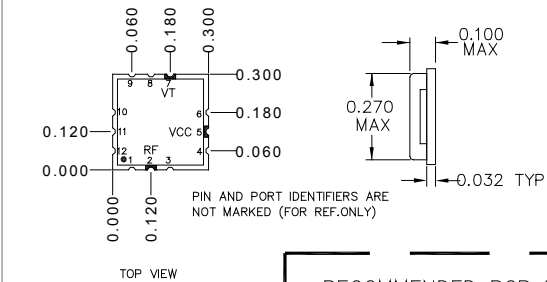 0.060
0.180
0.300
0.100
MAX
9
8
7
VT
0.300
10
6
0.180
0.270
MAX
0.120
11
VCC
5
RF
12
1
2
3
4
0.060
0.000
0.032 TYP
PIN AND PORT IDENTIFIERS ARE
NOT MARKED (FOR REF.ONLY)
0.000
0.120
TOP VIEW